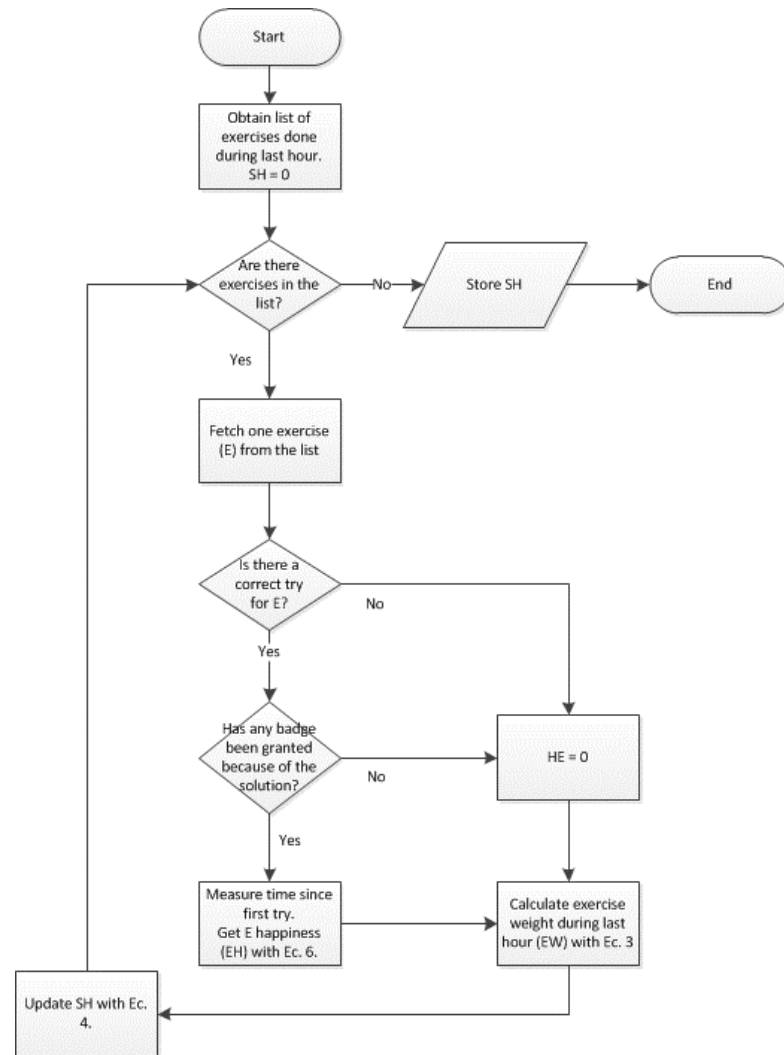 Start
Obtain list of
exercises done
during last hour.
SH = 0
Are there
exercises in the
list?
No
Store SH
End
Yes
Fetch one exercise
(E) from the list
Is there a
correct try
for E?
No
Yes
Has any badge
been granted
because of the
solution?
No
HE = 0
Yes
Measure time since
first try.
Get E happiness
(EH) with Ec. 6.
Calculate exercise
weight during last
hour (EW) with Ec. 3
Update SH with Ec.
4.